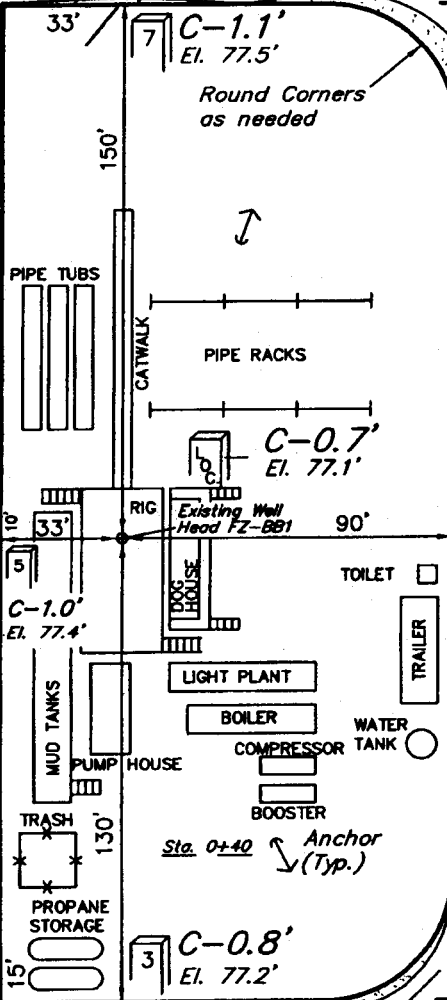 33'
7
C-1.1'
El. 77.5'
Round Corners
as needed
150'
PIPE TUBS
CATWALK
PIPE RACKS
LOC.
C-0.7'
El. 77.1'
RIG
Existing Well
Head FZ-BB1
10'
33'
90'
5
C-1.0'
El. 77.4'
DOG
HOUSE
TOILET
TRAILER
LIGHT PLANT
BOILER
MUD TANKS
PUMP HOUSE
COMPRESSOR
WATER
TANK
BOOSTER
TRASH
130'
Sta. 0+40
Anchor
(Typ.)
PROPANE
STORAGE
15'
3
C-0.8'
El. 77.2'